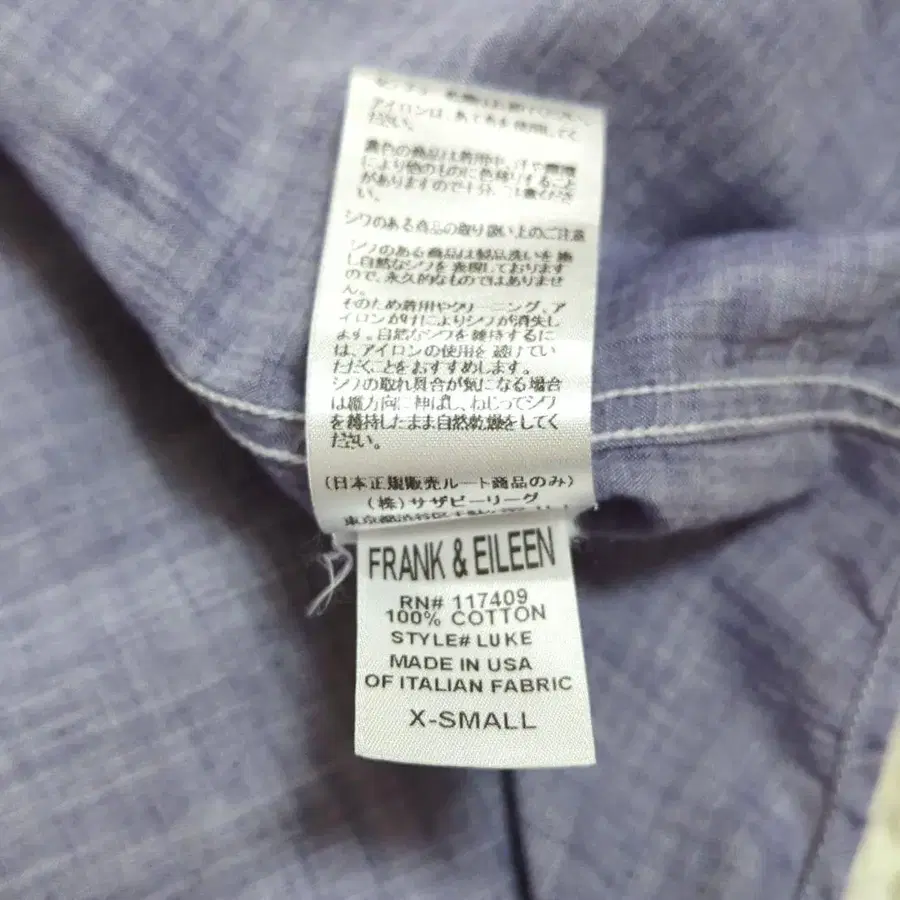 アイロンは、あて布を使用してく
ださい。
濃色の商品は着用中、汗や摩擦
により他のものに色移りすること
がありますので十分ご注意くださ
い。
シワのある商品の取り扱い上のご注意
シワのある商品は製品洗いを施
し自然なシワを表現しております
ので、永久的なものではありませ
ん。
そのため着用やクリーニング、ア
イロンがけによりシワが消失し
ます。自然なシワを維持するに
は、アイロンの使用を避けてい
ただくことをおすすめします。
シワの取れ具合が気になる場合
は縦方向に伸ばし、ねじってシワ
を維持したまま自然乾燥をしてく
ださい。
(日本正規販売ルート商品のみ)
(株)サザビーリーグ
東京都渋谷区千駄ヶ谷
FRANK & EILEEN
RN# 117409
100% COTTON
STYLE# LUKE
MADE IN USA
OF ITALIAN FABRIC
X-SMALL